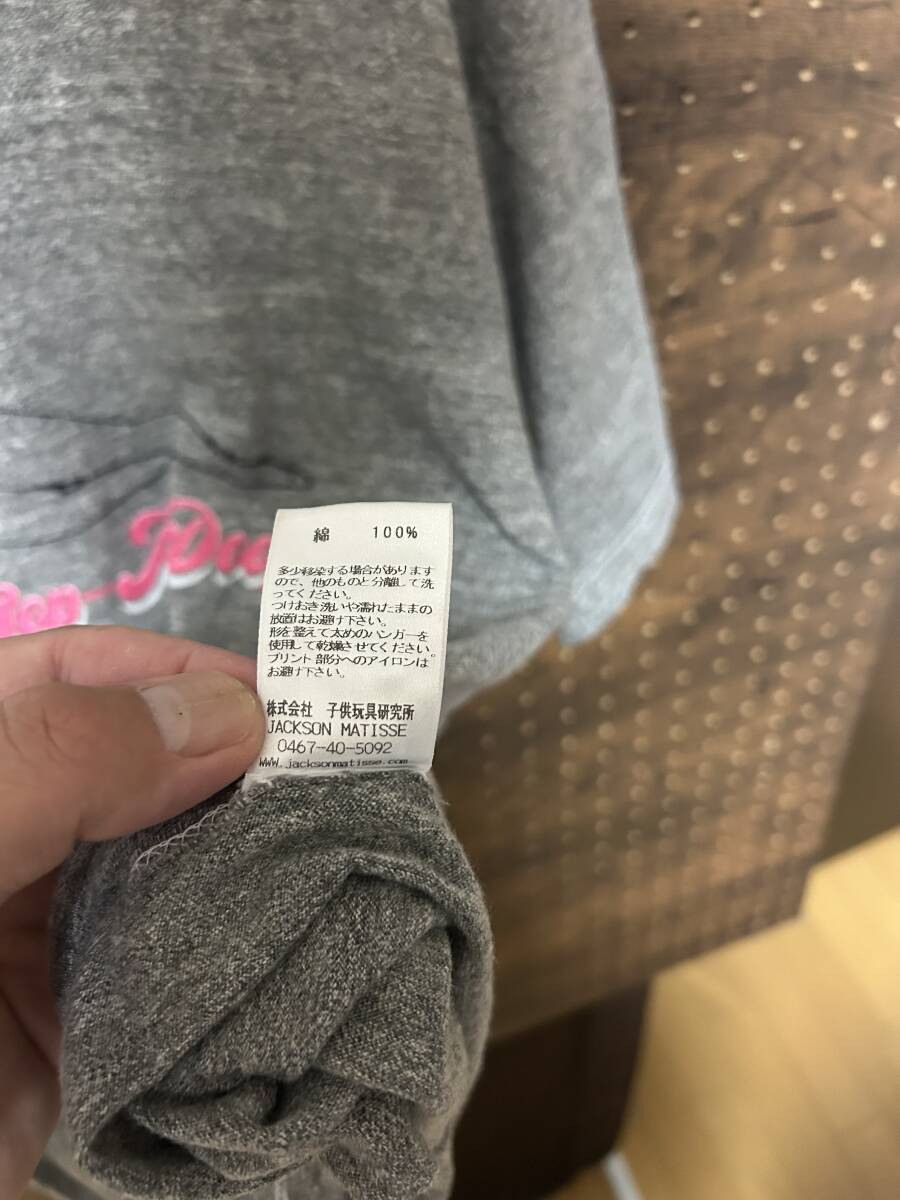 綿 100%
多少移染する場合があります
ので、他のものと分離して洗
ってください。
つけおき洗いや濡れたままの
放置はお避け下さい。
形を整えて太めのハンガーを
使用して乾燥させてください。
プリント部分へのアイロンは
お避け下さい。
株式会社 子供玩具研究所
JACKSON MATISSE
0467-40-5092
www.jacksonmatisse.com